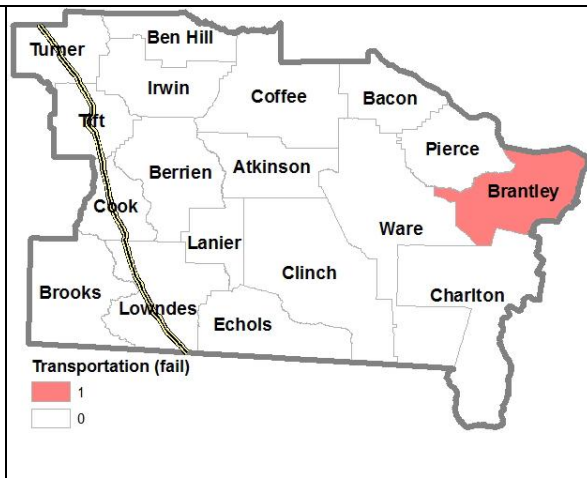 Ben Hill
Turner
Irwin
Coffee
Bacon
Tift
Pierce
Berrien
Atkinson
Brantley
Cook
Ware
Lanier
Clinch
Brooks
Charlton
Lowndes
Echols
Transportation (fail)
1
0